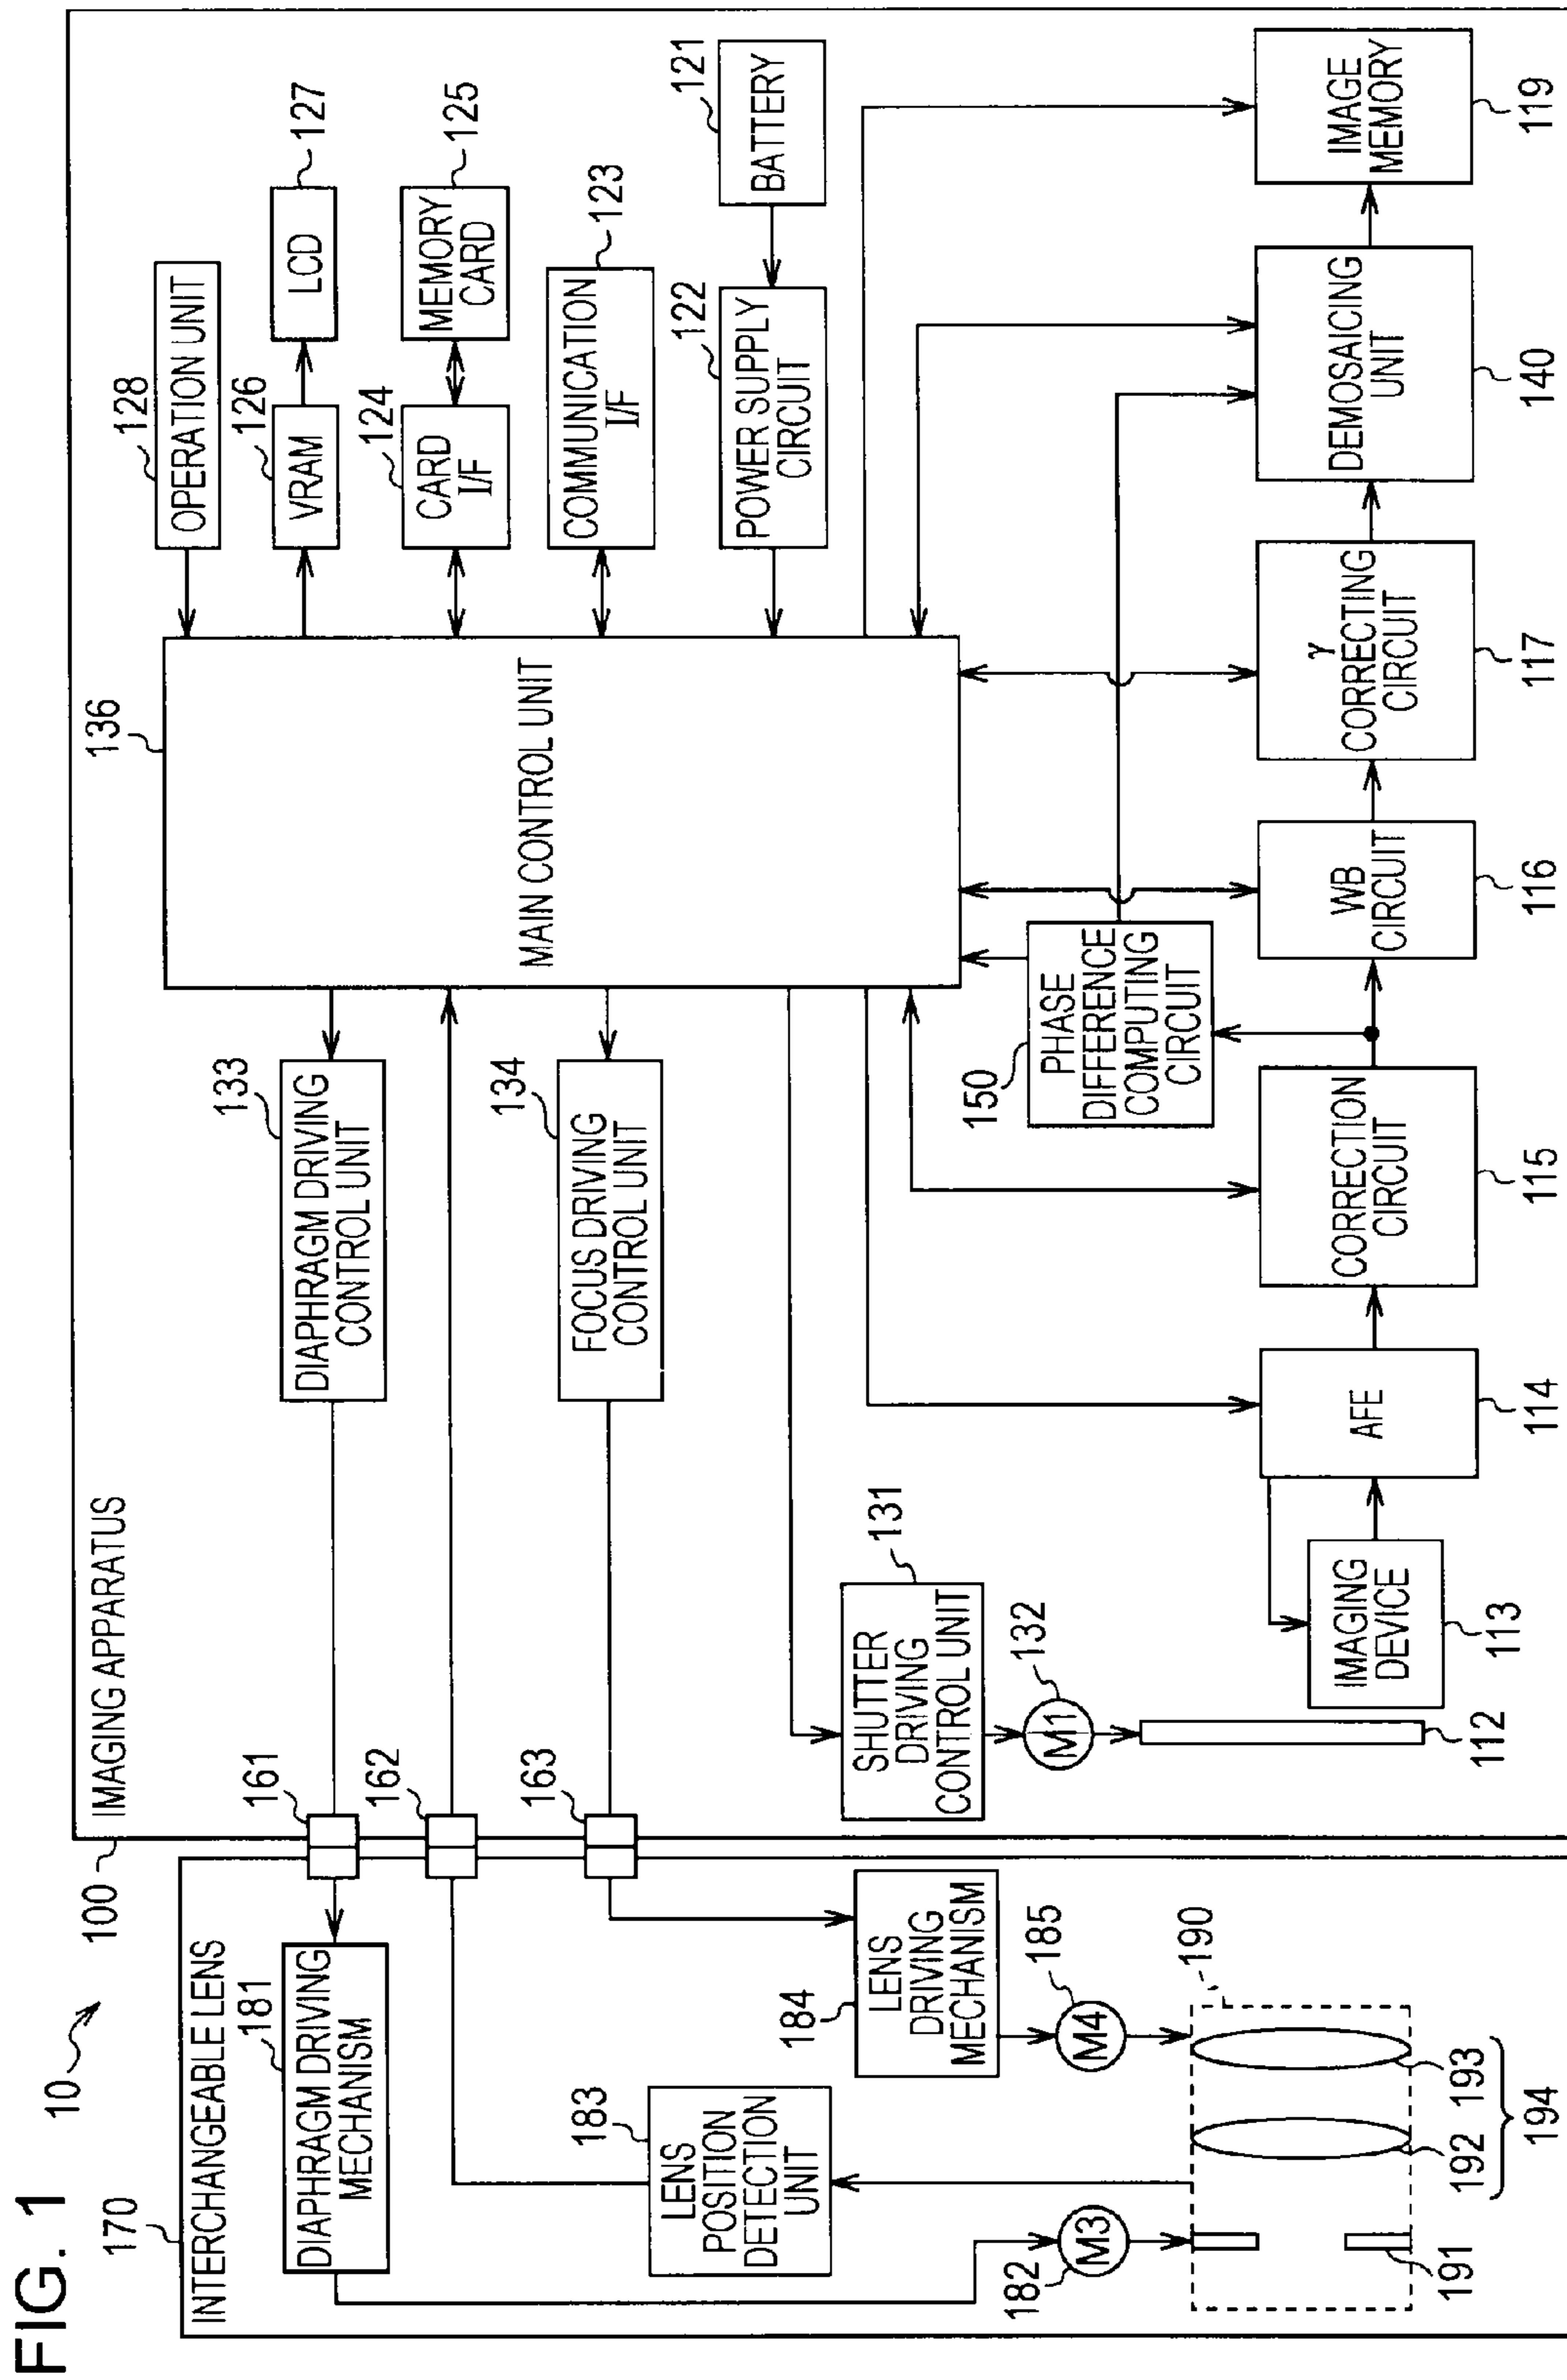 FIG. 1
10
170
INTERCHANGEABLE LENS
100
IMAGING APPARATUS
181
DIAPHRAGM DRIVING
MECHANISM
161
162
163
133
DIAPHRAGM DRIVING
CONTROL UNIT
134
FOCUS DRIVING
CONTROL UNIT
136
MAIN CONTROL UNIT
128
OPERATION UNIT
126
VRAM
127
LCD
124
CARD
I/F
125
MEMORY
CARD
123
COMMUNICATION
I/F
122
POWER SUPPLY
CIRCUIT
121
BATTERY
183
LENS
POSITION
DETECTION
UNIT
184
LENS
DRIVING
MECHANISM
182
M3
185
M4
190
191
192
193
194
131
SHUTTER
DRIVING
CONTROL UNIT
132
M1
112
IMAGING
DEVICE
113
AFE
114
CORRECTION
CIRCUIT
115
150
PHASE
DIFFERENCE
COMPUTING
CIRCUIT
WB
CIRCUIT
116
γ
CORRECTING
CIRCUIT
117
DEMOSAICING
UNIT
140
IMAGE
MEMORY
119